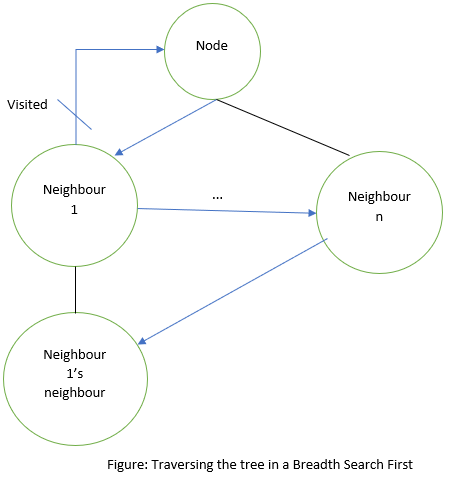 Node
Visited
Neighbour
1
...
Neighbour
n
Neighbour
1's
neighbour
Figure: Traversing the tree in a Breadth Search First